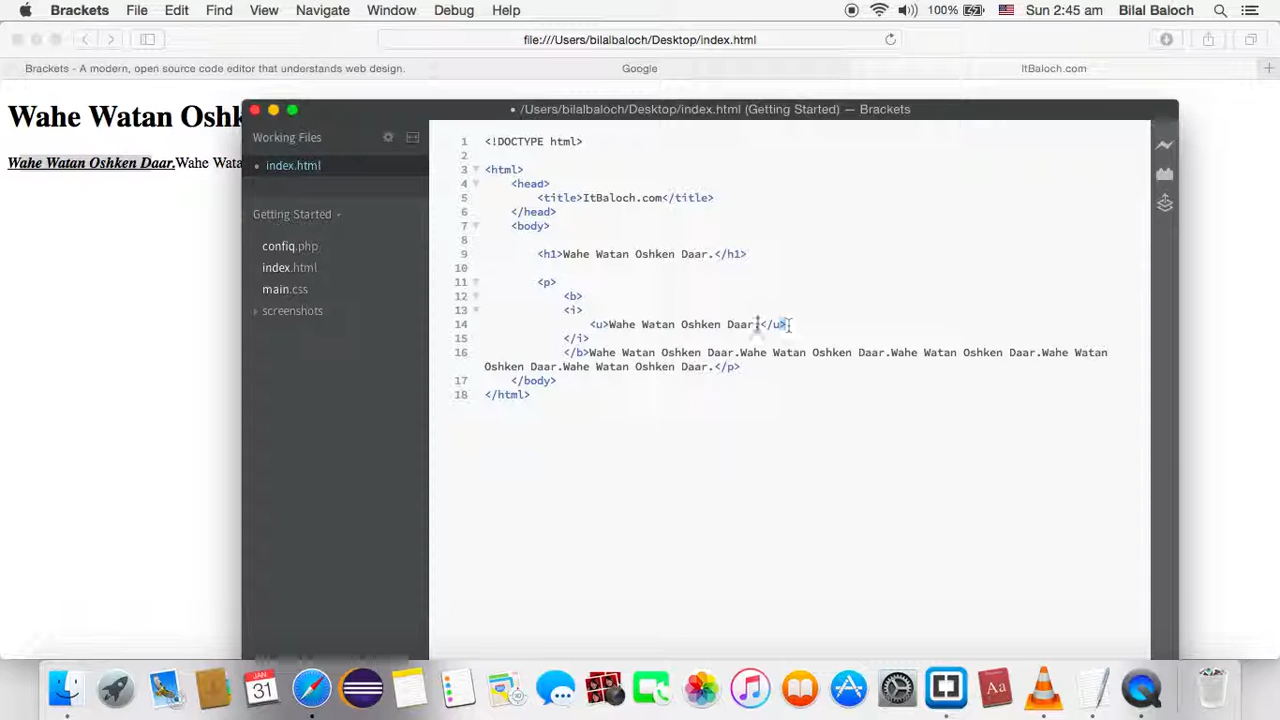 Brackets File Edit Find View Navigate Window Debug Help 100% Sun 2:45 am Bilal Baloch
file:///Users/bilalbaloch/Desktop/index.html
Brackets - A modern, open source code editor that understands web design. Google ItBaloch.com
Wahe Watan Oshk
Wahe Watan Oshken Daar.Wahe Wata
• /Users/bilalbaloch/Desktop/index.html (Getting Started) — Brackets
Working Files
• index.html
Getting Started
confiq.php
index.html
main.css
screenshots
1 <!DOCTYPE html>
2
3 <html>
4 <head>
5 <title>ItBaloch.com</title>
6 </head>
7 <body>
8
9 <h1>Wahe Watan Oshken Daar.</h1>
10
11 <p>
12 <b>
13 <i>
14 <u>Wahe Watan Oshken Daar.</u>
15 </i>
16 </b>Wahe Watan Oshken Daar.Wahe Watan Oshken Daar.Wahe Watan Oshken Daar.Wahe Watan
Oshken Daar.Wahe Watan Oshken Daar.</p>
17 </body>
18 </html>
JAN
31
Aa